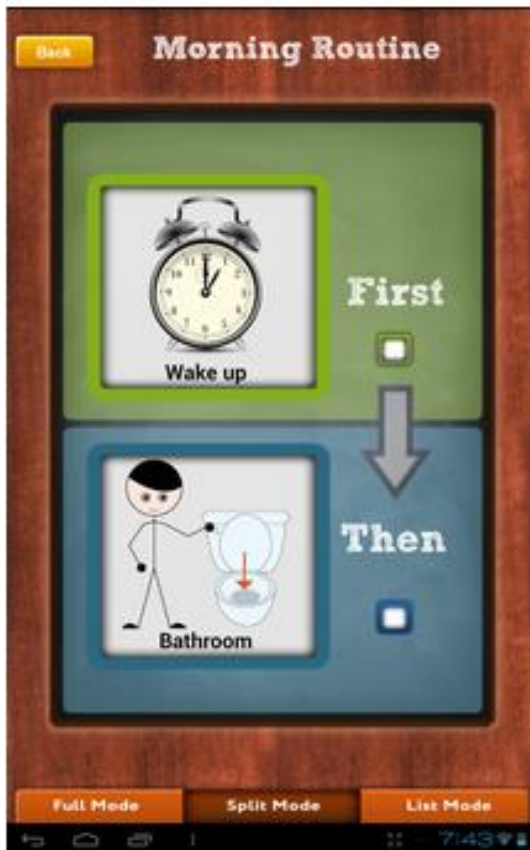 Back
Morning Routine
First
Wake up
Then
Bathroom
Full Mode
Split Mode
List Mode
7:43